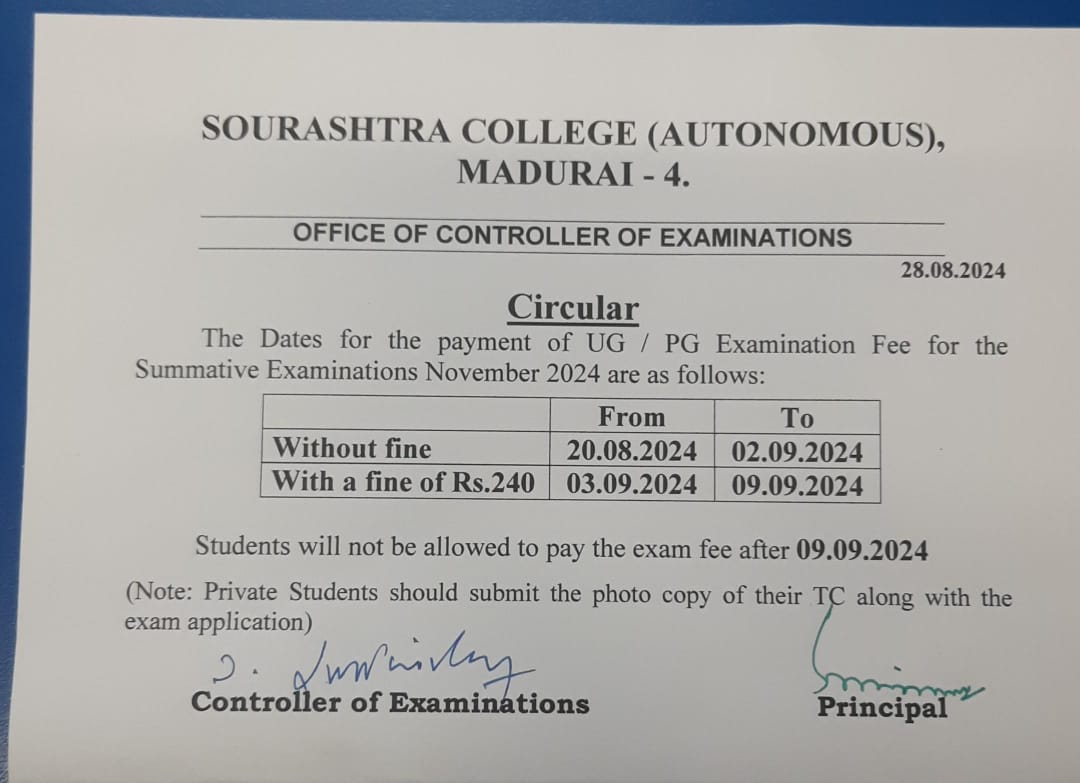 SOURASHTRA COLLEGE (AUTONOMOUS),
MADURAI - 4.
OFFICE OF CONTROLLER OF EXAMINATIONS
28.08.2024
Circular
The Dates for the payment of UG / PG Examination Fee for the
Summative Examinations November 2024 are as follows:
From To
Without fine 20.08.2024 02.09.2024
With a fine of Rs.240 03.09.2024 09.09.2024
Students will not be allowed to pay the exam fee after 09.09.2024
(Note: Private Students should submit the photo copy of their TC along with the
exam application)
Controller of Examinations Principal